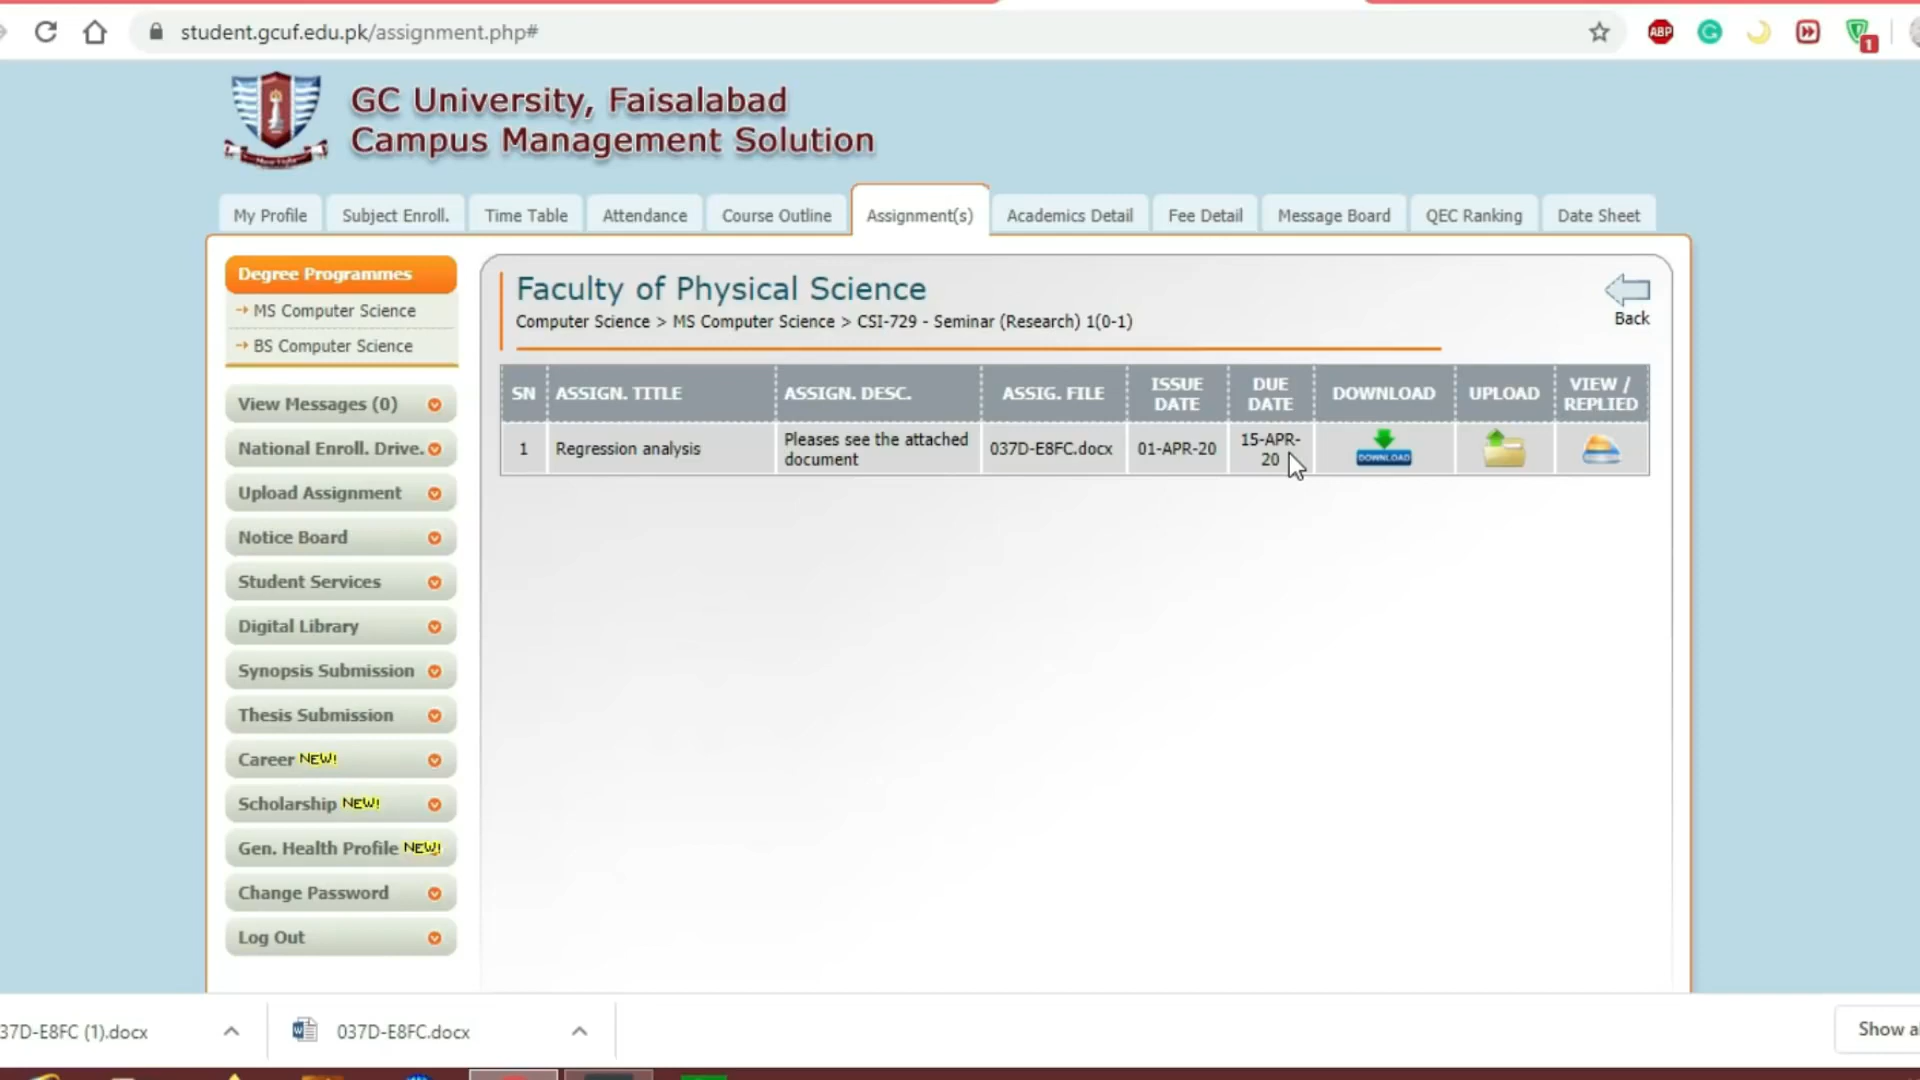 student.gcuf.edu.pk/assignment.php#
ABP
1
GC University, Faisalabad
Campus Management Solution
My Profile
Subject Enroll.
Time Table
Attendance
Course Outline
Assignment(s)
Academics Detail
Fee Detail
Message Board
QEC Ranking
Date Sheet
Degree Programmes
MS Computer Science
BS Computer Science
View Messages (0)
National Enroll. Drive.
Upload Assignment
Notice Board
Student Services
Digital Library
Synopsis Submission
Thesis Submission
Career NEW!
Scholarship NEW!
Gen. Health Profile NEW!
Change Password
Log Out
Faculty of Physical Science
Computer Science > MS Computer Science > CSI-729 - Seminar (Research) 1(0-1)
Back
SN
ASSIGN. TITLE
ASSIGN. DESC.
ASSIG. FILE
ISSUE
DATE
DUE
DATE
DOWNLOAD
UPLOAD
VIEW /
REPLIED
1
Regression analysis
Pleases see the attached
document
037D-E8FC.docx
01-APR-20
15-APR-
20
DOWNLOAD
37D-E8FC (1).docx
037D-E8FC.docx
Show al